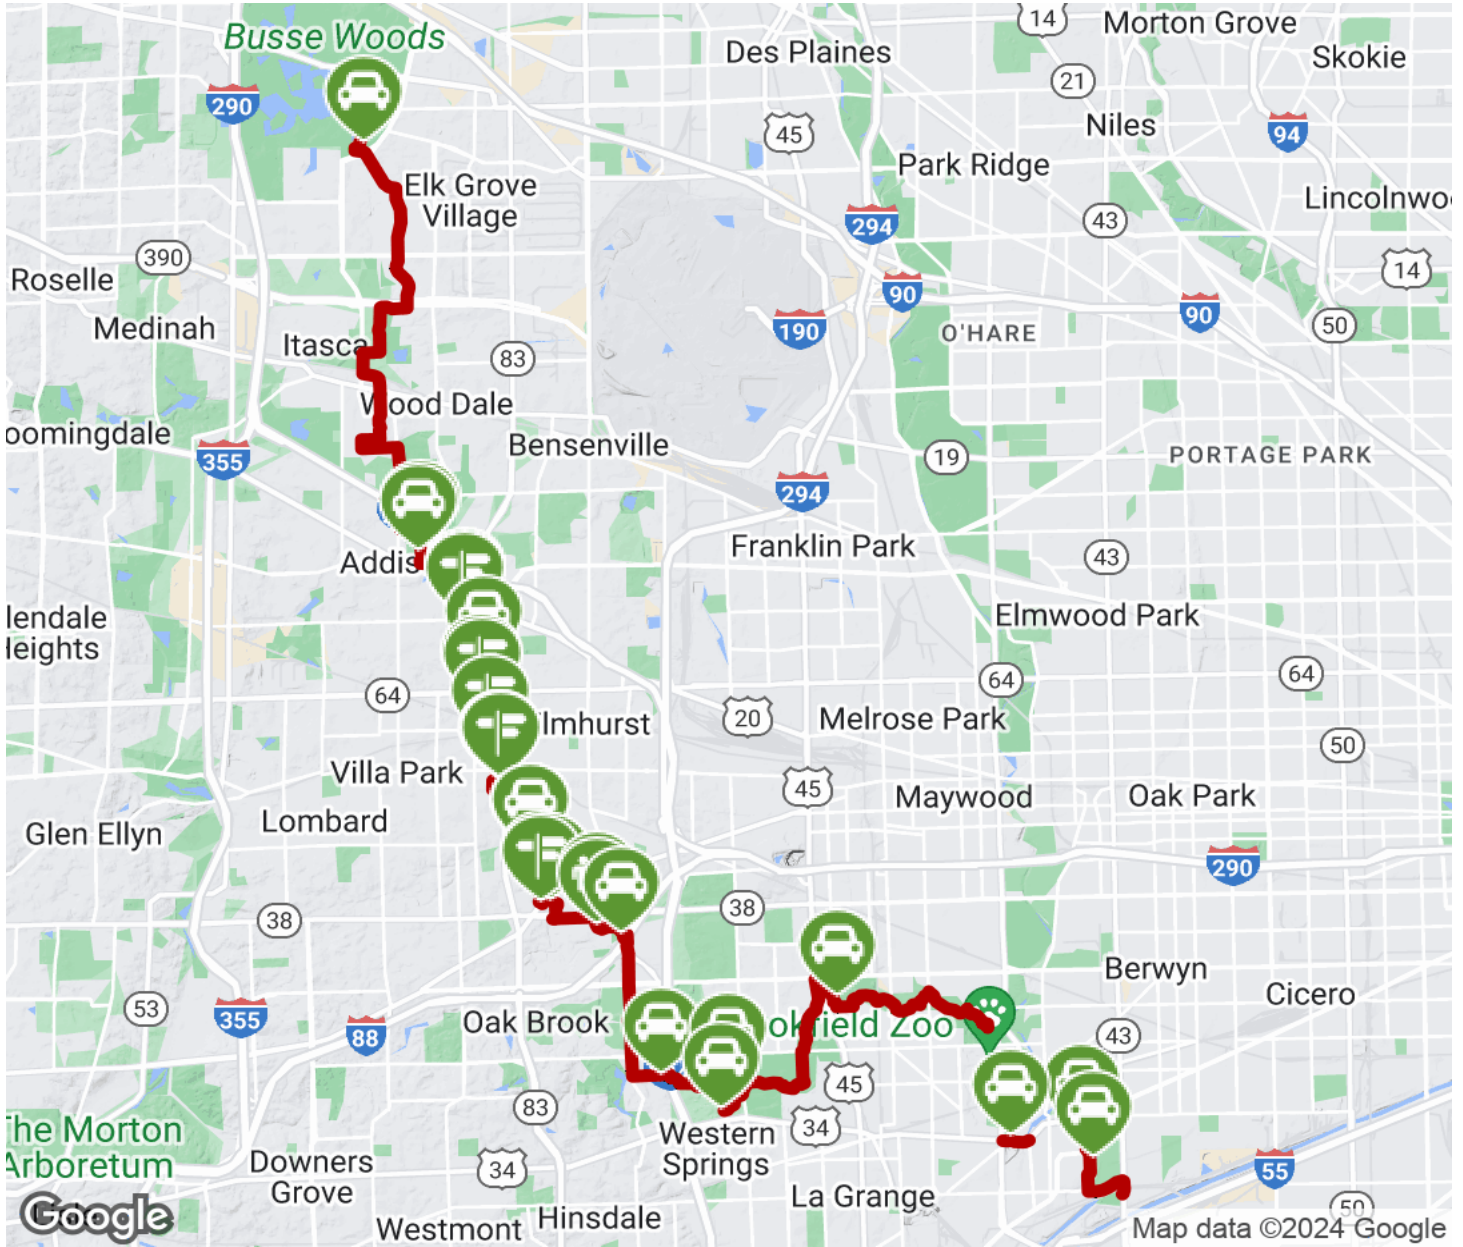 Busse Woods
14
Morton Grove
Des Plaines
Skokie
21
290
45
Niles
94
Park Ridge
Elk Grove
Village
Lincolnwo
294
43
390
Roselle
14
90
Medinah
190
90
50
O'HARE
Itasca
83
Wood Dale
oomingdale
Bensenville
PORTAGE PARK
355
19
294
Franklin Park
43
Addis
lendale
Heights
Elmwood Park
64
64
64
20
Melrose Park
lmhurst
50
Villa Park
45
Maywood
Oak Park
Glen Ellyn
Lombard
290
38
38
Berwyn
53
355
Cicero
88
Oak Brook
okfield Zoo
43
45
83
34
The Morton
Arboretum
Western
Springs
Downers
Grove
34
55
La Grange
50
Google
Westmont
Hinsdale
Map data ©2024 Google